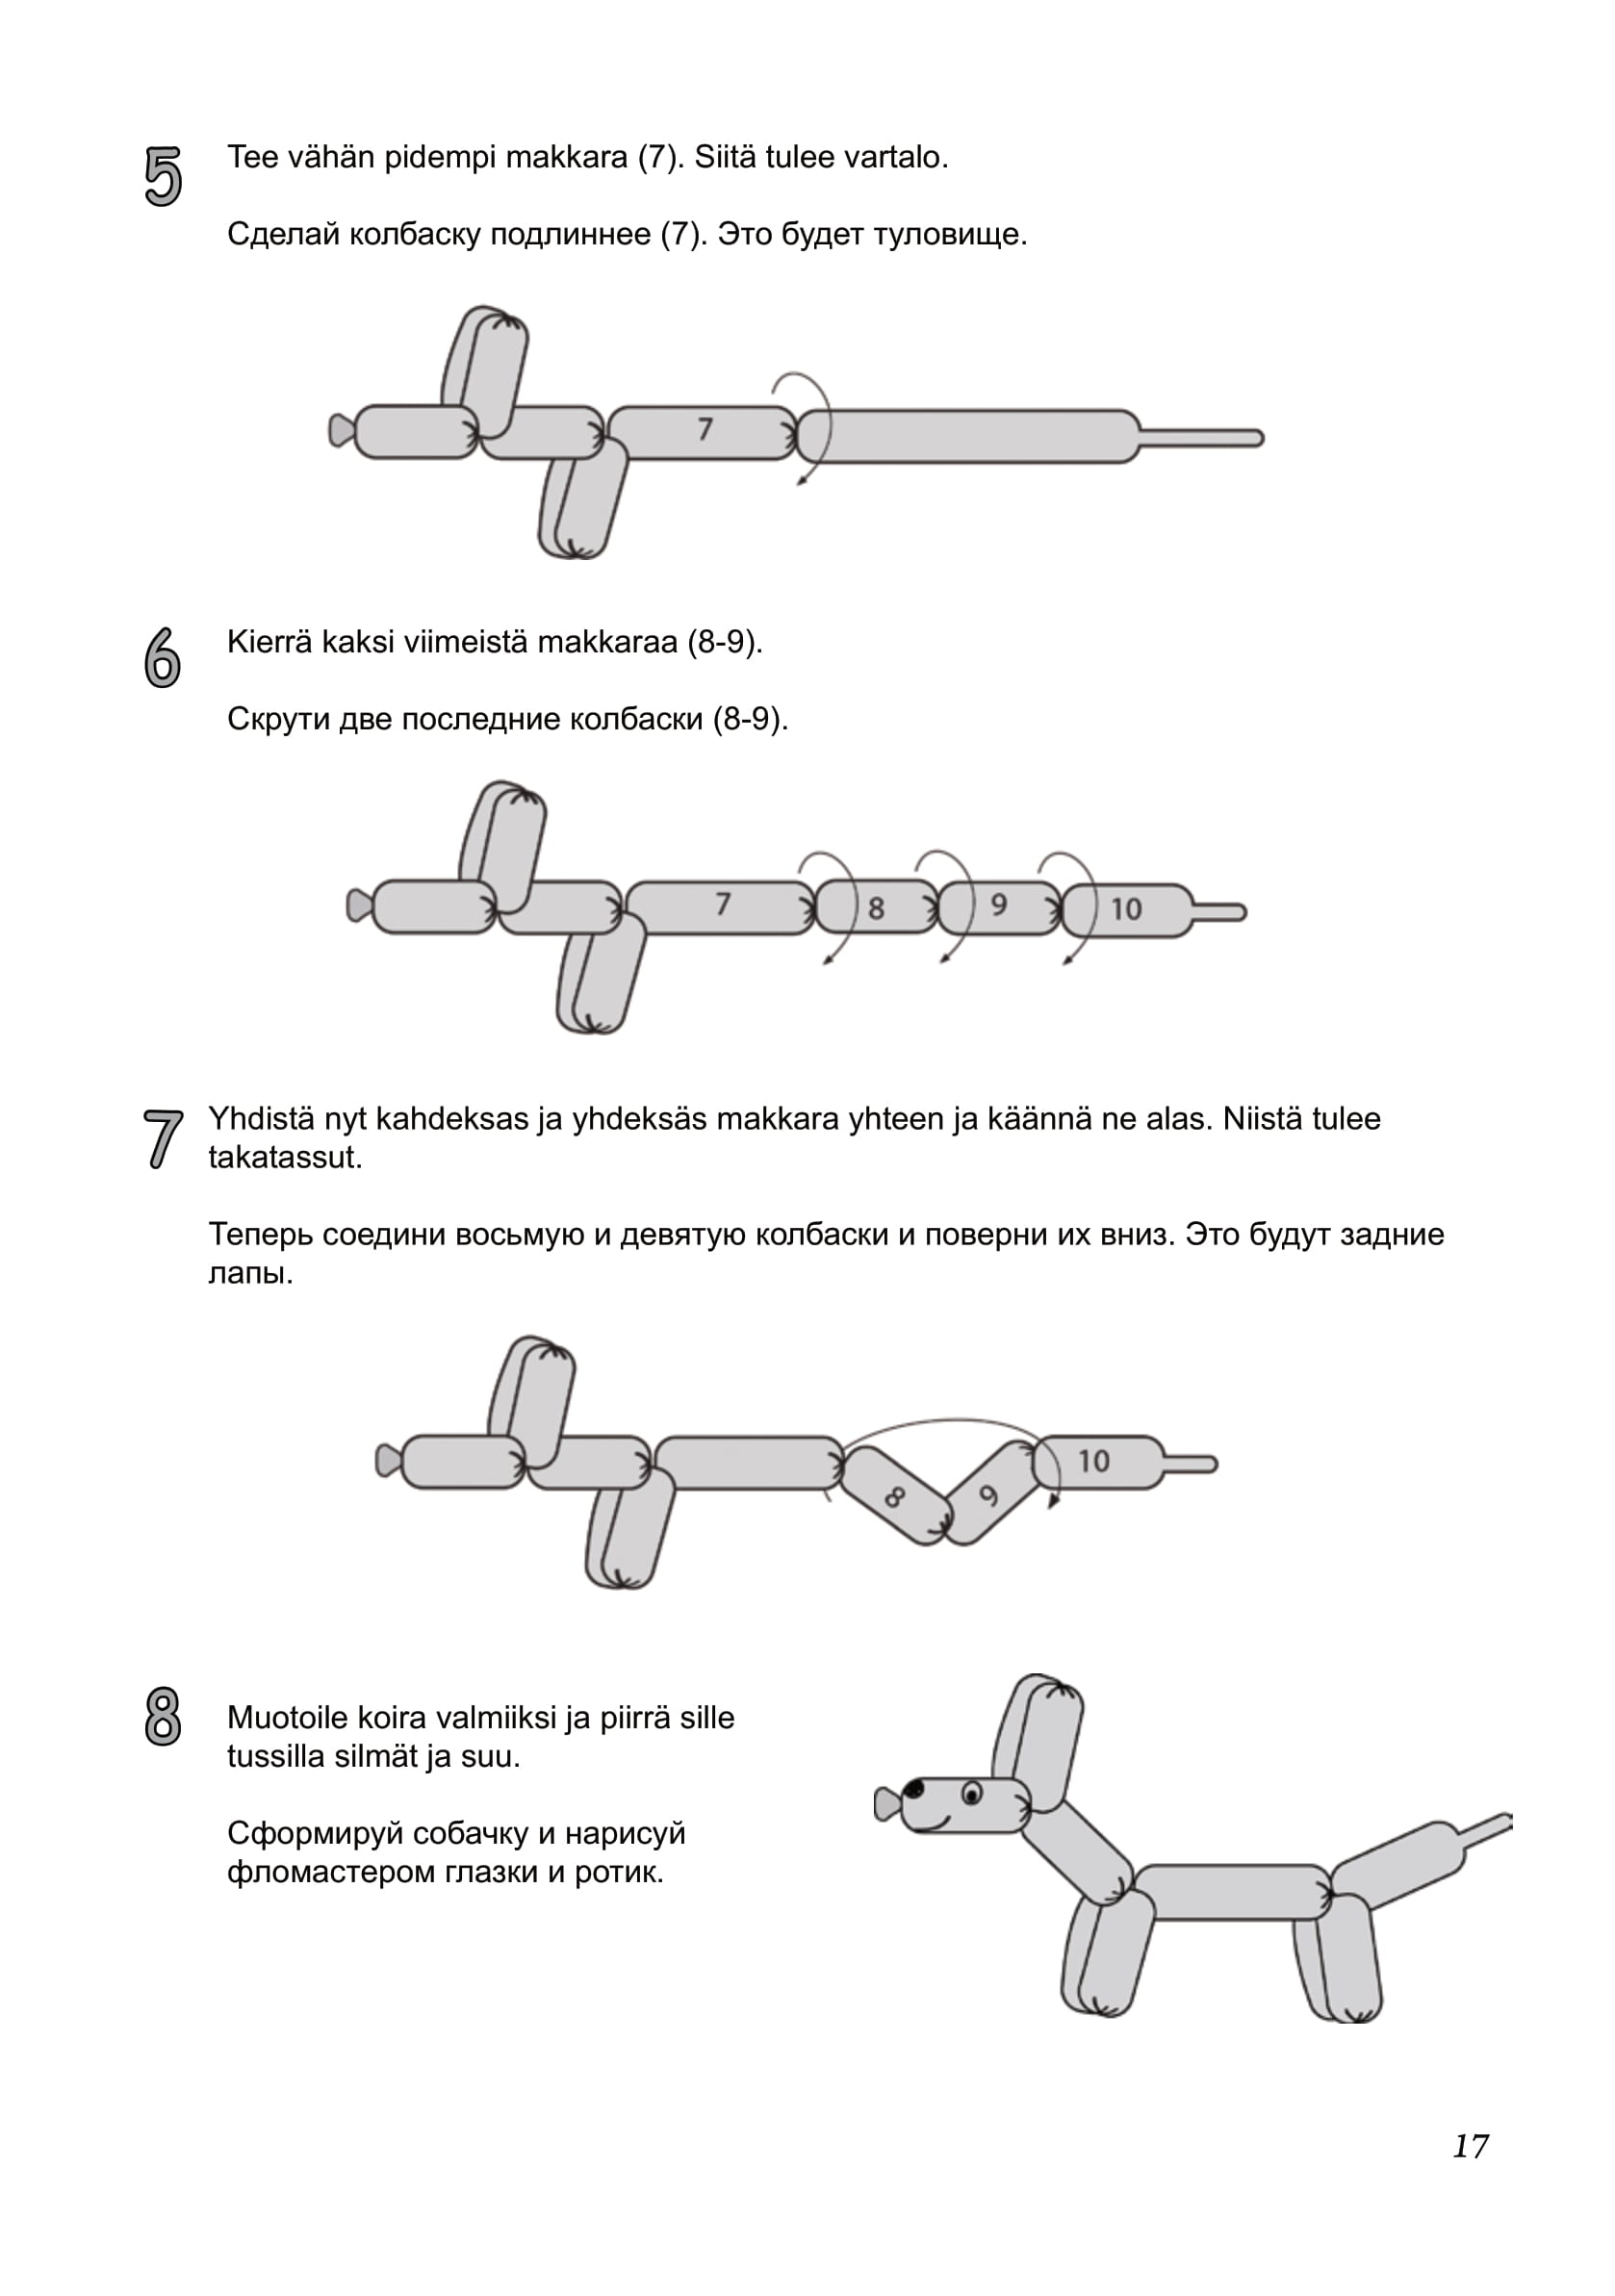 5
Tee vähän pidempi makkara (7). Siitä tulee vartalo.
Сделай колбаску подлиннее (7). Это будет туловище.
7
6
Kierrä kaksi viimeistä makkaraa (8-9).
Скрути две последние колбаски (8-9).
7
8
9
10
7
Yhdistä nyt kahdeksas ja yhdeksäs makkara yhteen ja käännä ne alas. Niistä tulee
takatassut.
Теперь соедини восьмую и девятую колбаски и поверни их вниз. Это будут задние
лапы.
8
9
10
8
Muotoile koira valmiiksi ja piirrä sille
tussilla silmät ja suu.
Сформируй собачку и нарисуй
фломастером глазки и ротик.
17